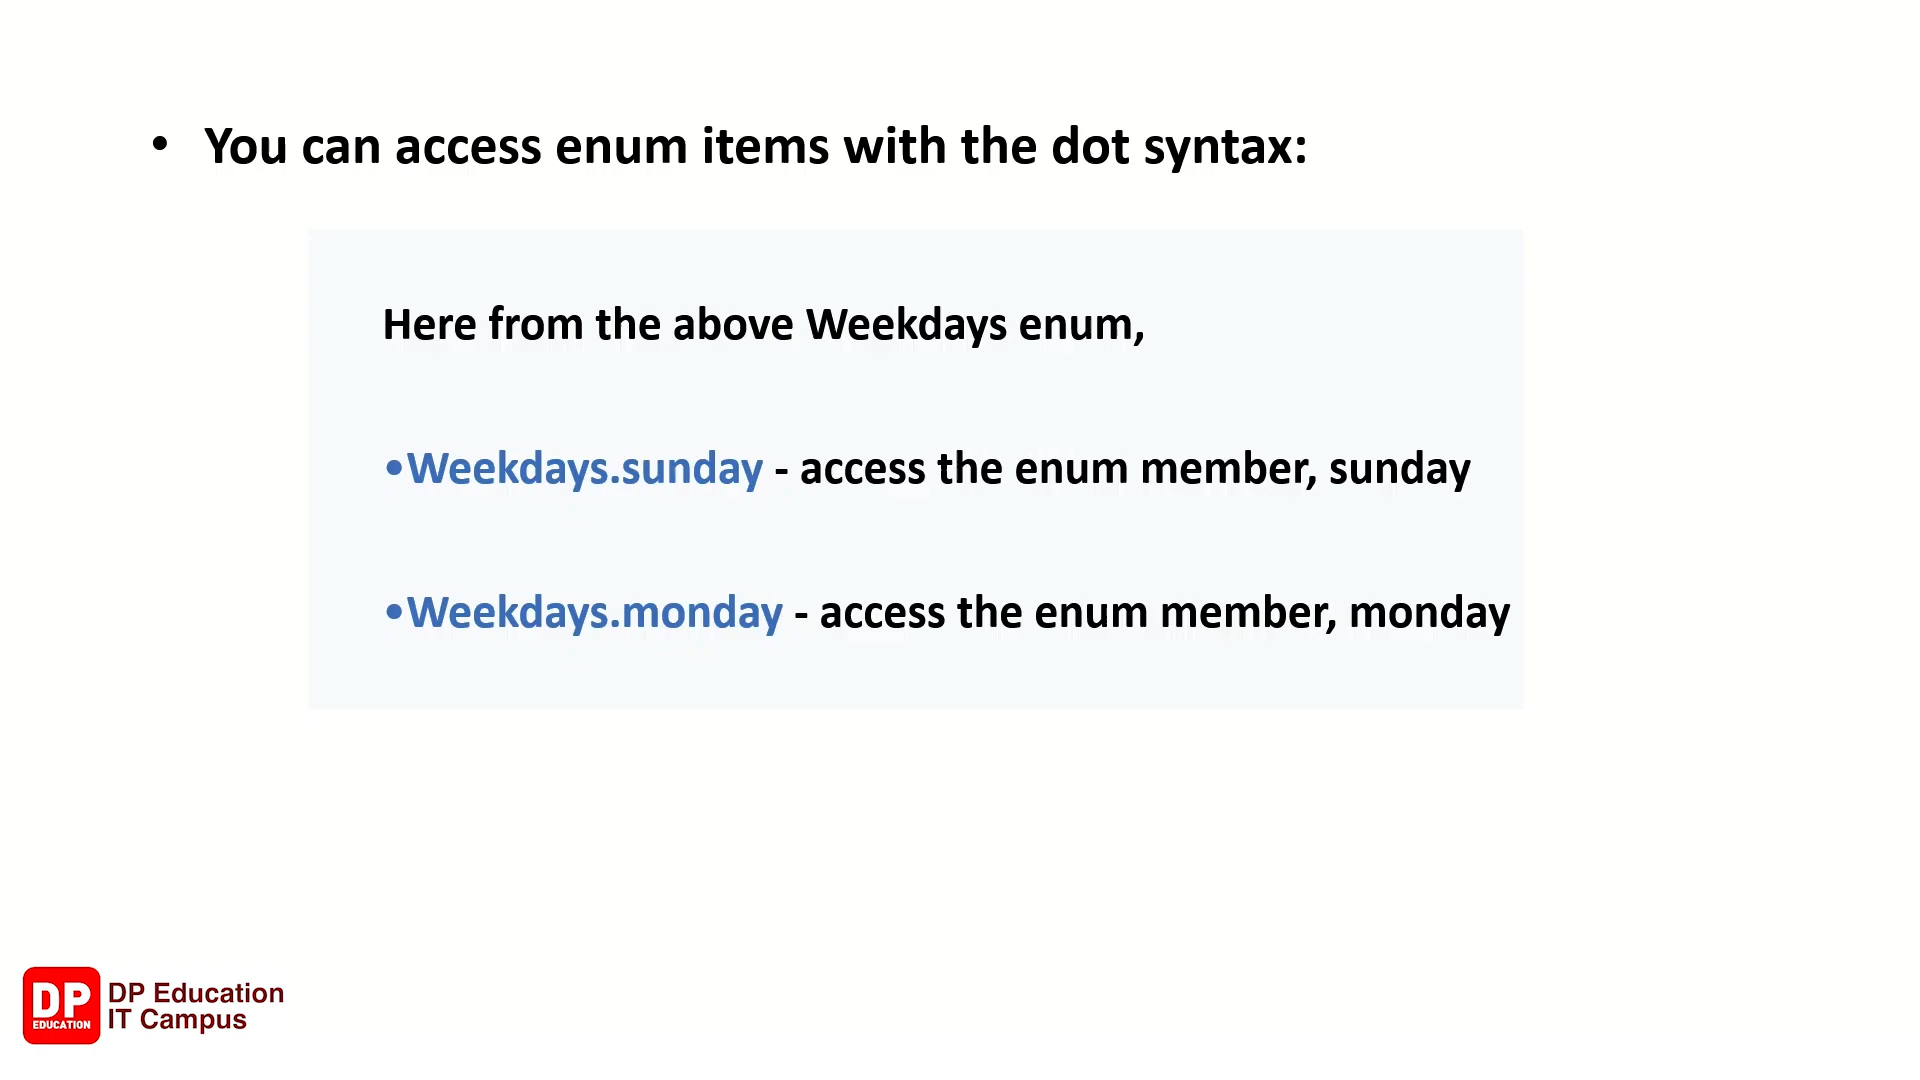 • You can access enum items with the dot syntax:
Here from the above Weekdays enum,
•Weekdays.sunday - access the enum member, sunday
•Weekdays.monday - access the enum member, monday
DP
EDUCATION
DP Education
IT Campus